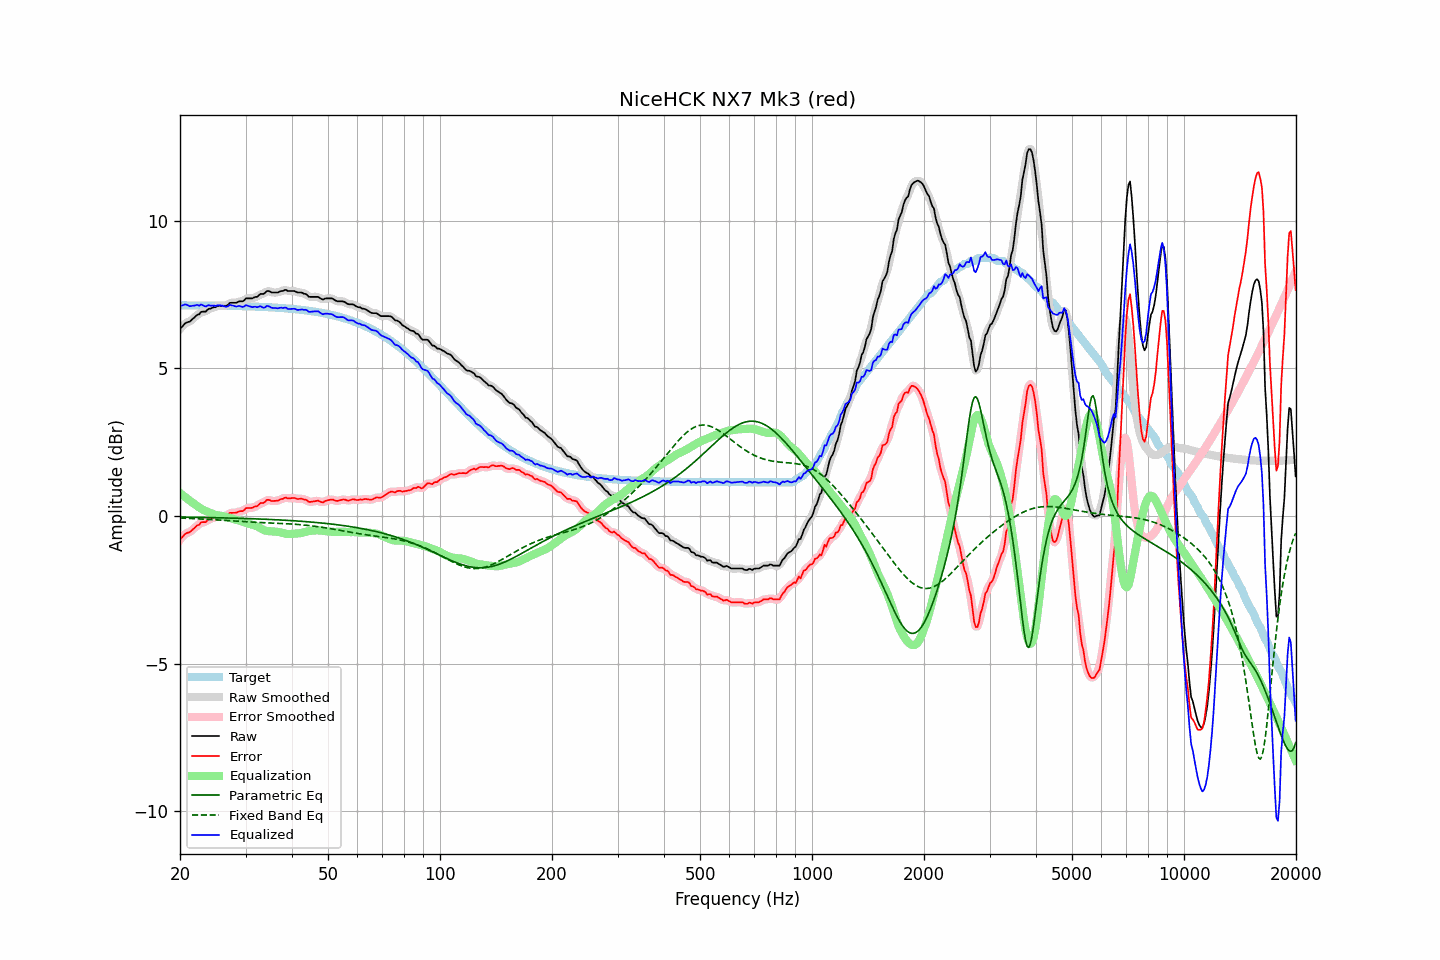 NiceHCK NX7 Mk3 (red)
Amplitude (dBr)
10
5
0
−5
−10
Target
Raw Smoothed
Error Smoothed
Raw
Error
Equalization
Parametric Eq
Fixed Band Eq
Equalized
20 50 100 200 500 1000 2000 5000 10000 20000
Frequency (Hz)